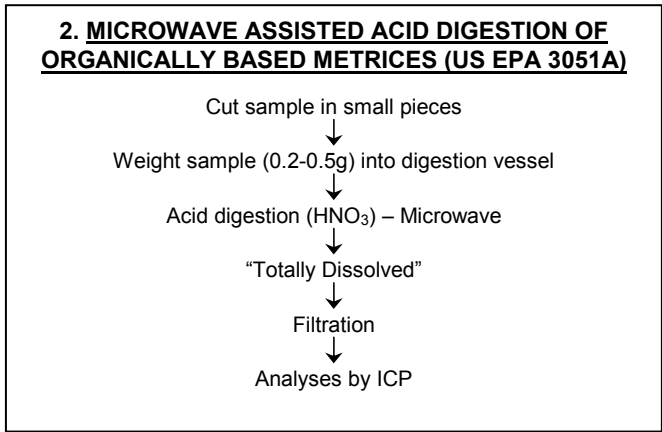 2. MICROWAVE ASSISTED ACID DIGESTION OF
ORGANICALLY BASED METRICES (US EPA 3051A)
Cut sample in small pieces
Weight sample (0.2-0.5g) into digestion vessel
Acid digestion (HNO₃) – Microwave
“Totally Dissolved”
Filtration
Analyses by ICP